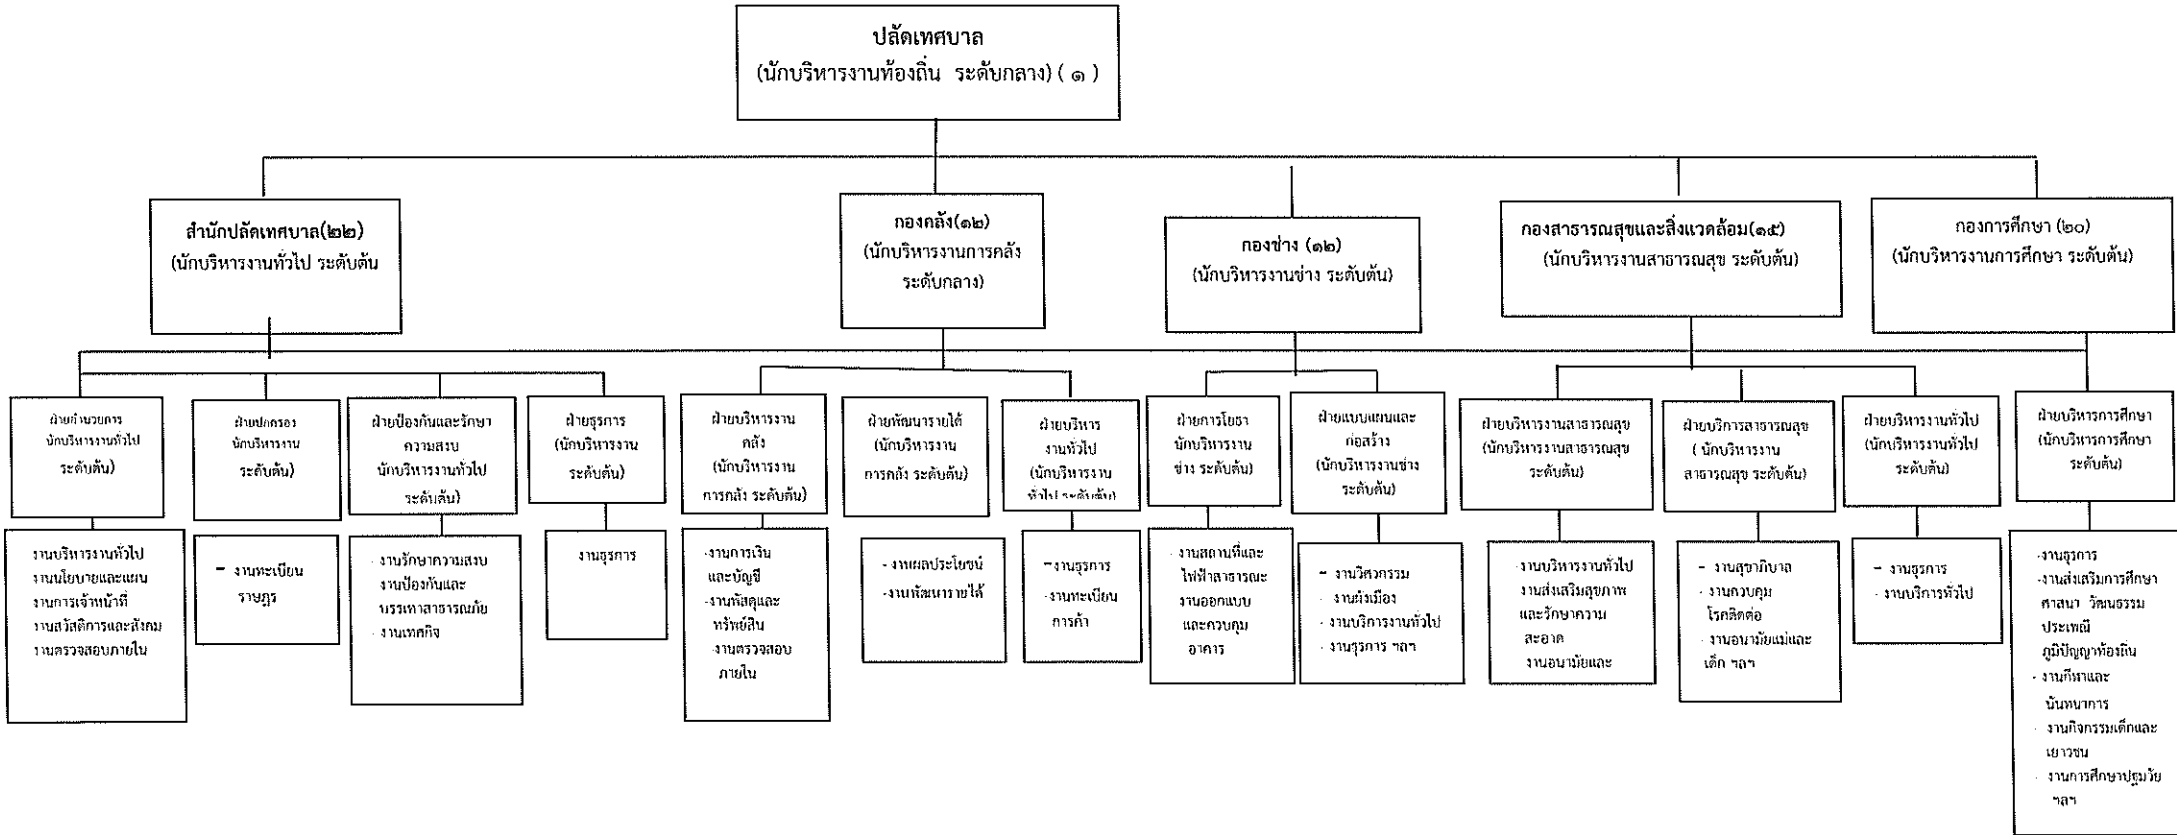 ปลัดเทศบาล
(นักบริหารงานท้องถิ่น ระดับกลาง) ( ๑ )
สำนักปลัดเทศบาล(๒๒)
(นักบริหารงานทั่วไป ระดับต้น
กองคลัง(๑๒)
(นักบริหารงานการคลัง
ระดับกลาง)
กองช่าง (๑๒)
(นักบริหารงานช่าง ระดับต้น)
กองสาธารณสุขและสิ่งแวดล้อม(๑๕)
(นักบริหารงานสาธารณสุข ระดับต้น)
กองการศึกษา (๒๐)
(นักบริหารงานการศึกษา ระดับต้น)
ฝ่ายอำนวยการ
นักบริหารงานทั่วไป
ระดับต้น)
ฝ่ายปกครอง
นักบริหารงาน
ระดับต้น)
ฝ่ายป้องกันและรักษา
ความสงบ
นักบริหารงานทั่วไป
ระดับต้น)
ฝ่ายธุรการ
(นักบริหารงาน
ระดับต้น)
ฝ่ายบริหารงาน
คลัง
(นักบริหารงาน
การคลัง ระดับต้น)
ฝ่ายพัฒนารายได้
(นักบริหารงาน
การคลัง ระดับต้น)
ฝ่ายบริหาร
งานทั่วไป
(นักบริหารงาน
ทั่วไป ระดับต้น)
ฝ่ายการโยธา
นักบริหารงาน
ช่าง ระดับต้น)
ฝ่ายแบบแผนและ
ก่อสร้าง
(นักบริหารงานช่าง
ระดับต้น)
ฝ่ายบริหารงานสาธารณสุข
(นักบริหารงานสาธารณสุข
ระดับต้น)
ฝ่ายบริการสาธารณสุข
( นักบริหารงาน
สาธารณสุข ระดับต้น)
ฝ่ายบริหารงานทั่วไป
(นักบริหารงานทั่วไป
ระดับต้น)
ฝ่ายบริหารการศึกษา
(นักบริหารการศึกษา
ระดับต้น)
งานบริหารงานทั่วไป
งานนโยบายและแผน
งานการเจ้าหน้าที่
งานสวัสดิการและสังคม
งานตรวจสอบภายใน
- งานทะเบียน
ราษฎร
· งานรักษาความสงบ
งานป้องกันและ
บรรเทาสาธารณภัย
· งานเทศกิจ
งานธุรการ
-งานการเงิน
และบัญชี
-งานพัสดุและ
ทรัพย์สิน
-งานตรวจสอบ
ภายใน
-งานผลประโยชน์
-งานพัฒนารายได้
-งานธุรการ
-งานทะเบียน
การค้า
· งานสถานที่และ
ไฟฟ้าสาธารณะ
งานออกแบบ
และควบคุม
อาคาร
- งานวิศวกรรม
· งานผังเมือง
· งานบริการงานทั่วไป
· งานธุรการ ฯลฯ
·งานบริหารงานทั่วไป
งานส่งเสริมสุขภาพ
และรักษาความ
สะอาด
งานอนามัยและ
- งานสุขาภิบาล
· งานควบคุม
โรคติดต่อ
· งานอนามัยแม่และ
เด็ก ฯลฯ
- งานธุรการ
- งานบริการทั่วไป
-งานธุรการ
-งานส่งเสริมการศึกษา
ศาสนา วัฒนธรรม
ประเพณี
ภูมิปัญญาท้องถิ่น
- งานกีฬาและ
นันทนาการ
· งานกิจกรรมเด็กและ
เยาวชน
· งานการศึกษาปฐมวัย
ฯลฯ